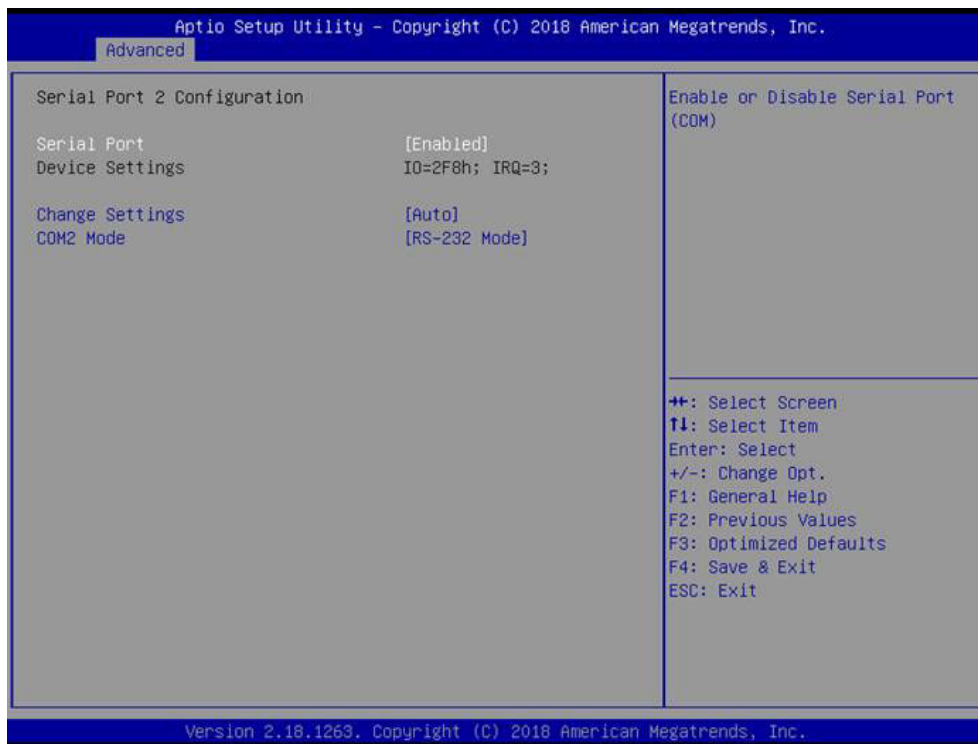 Aptio Setup Utility – Copyright (C) 2018 American Megatrends, Inc.
Advanced
Serial Port 2 Configuration
Serial Port [Enabled]
Device Settings IO=2F8h; IRQ=3;
Change Settings [Auto]
COM2 Mode [RS-232 Mode]
Enable or Disable Serial Port
(COM)
→←: Select Screen
↑↓: Select Item
Enter: Select
+/-: Change Opt.
F1: General Help
F2: Previous Values
F3: Optimized Defaults
F4: Save & Exit
ESC: Exit
Version 2.18.1263. Copyright (C) 2018 American Megatrends, Inc.